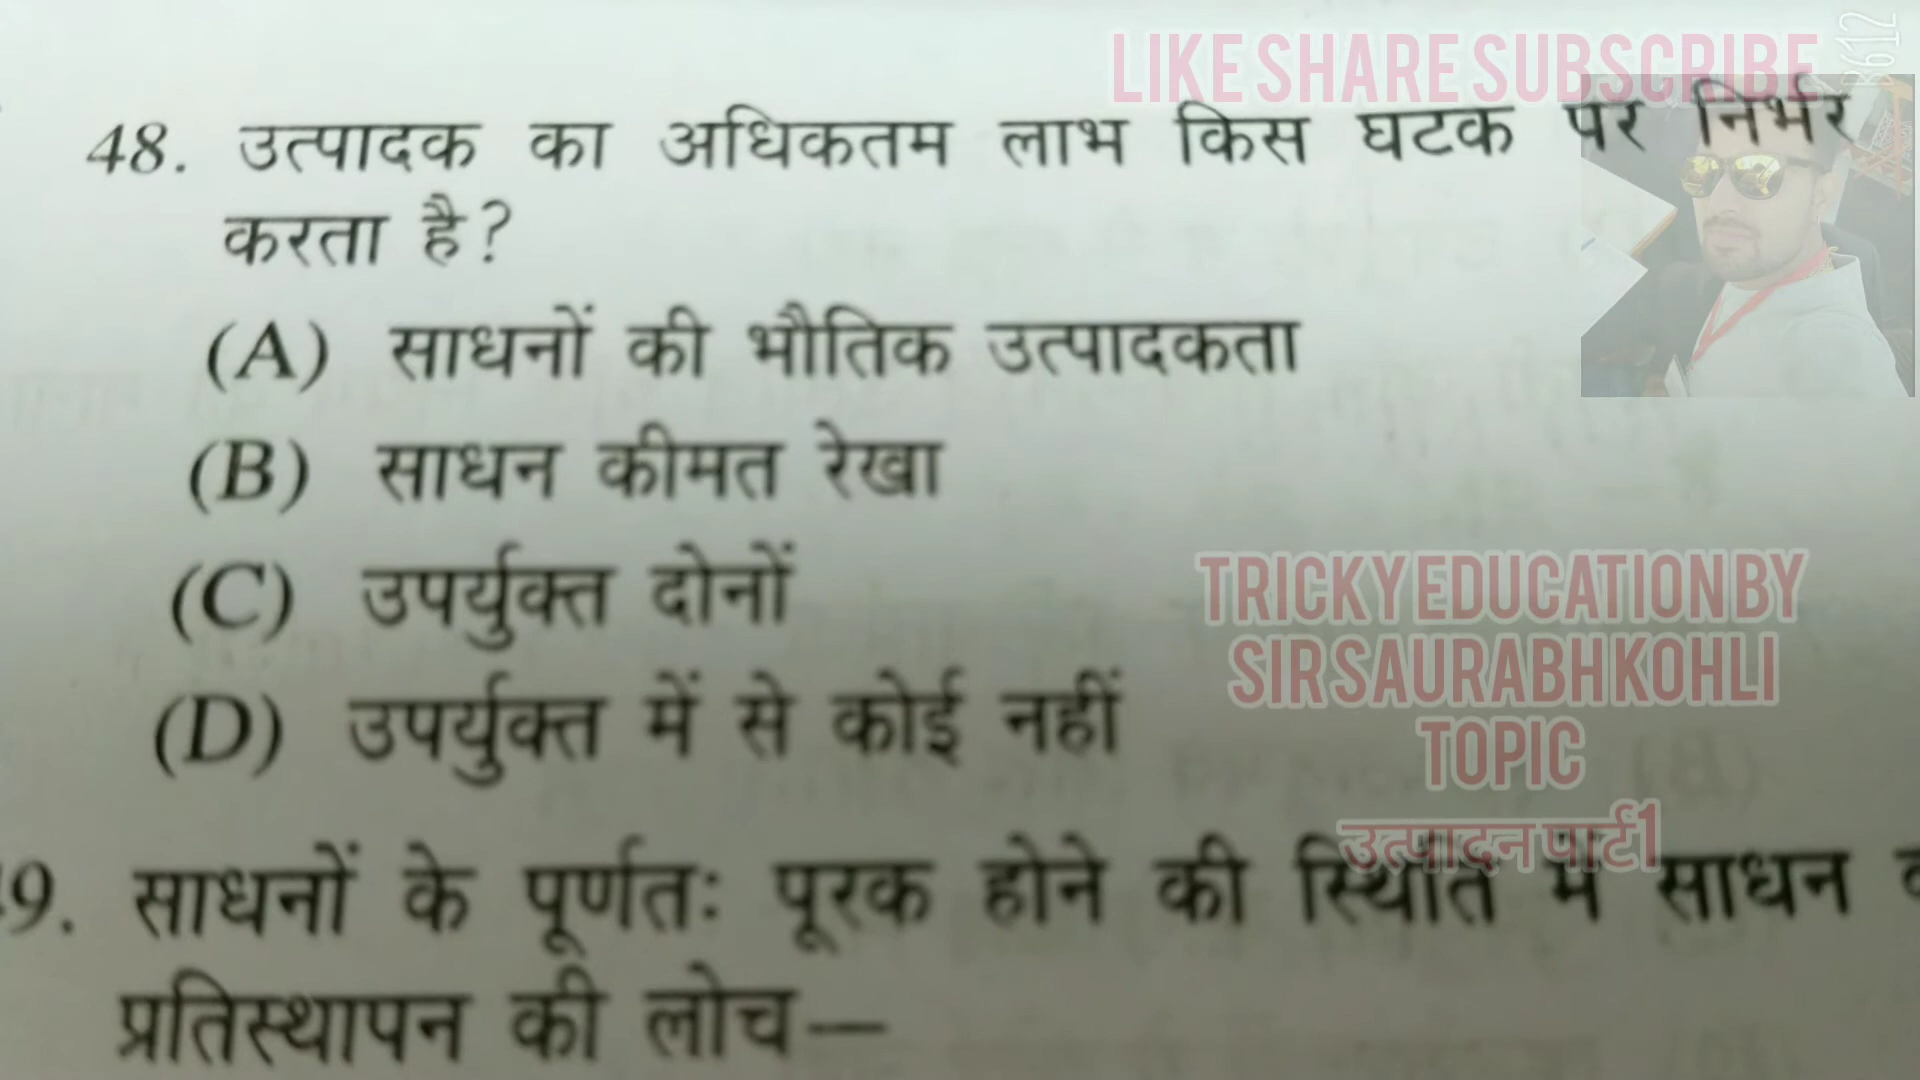 LIKE SHARE SUBSCRIBE
B612
48. उत्पादक का अधिकतम लाभ किस घटक पर निर्भर
करता है?
(A) साधनों की भौतिक उत्पादकता
(B) साधन कीमत रेखा
(C) उपर्युक्त दोनों
(D) उपर्युक्त में से कोई नहीं
TRICKY EDUCATION BY
SIR SAURABH KOHLI
TOPIC
उत्पादन पार्ट1
9. साधनों के पूर्णतः पूरक होने की स्थिति में साधन
प्रतिस्थापन की लोच—